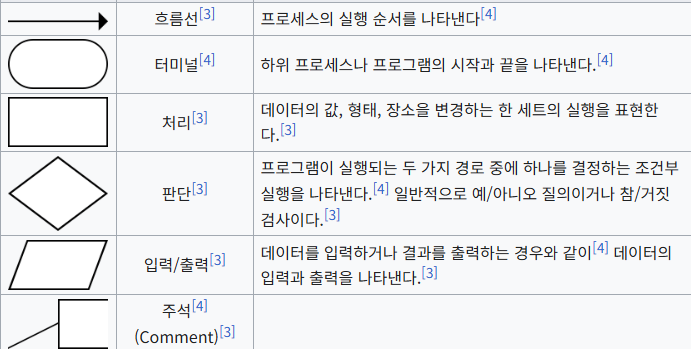 흐름선[3] 프로세스의 실행 순서를 나타낸다[4]
터미널[4] 하위 프로세스나 프로그램의 시작과 끝을 나타낸다.[4]
처리[3] 데이터의 값, 형태, 장소을 변경하는 한 세트의 실행을 표현한
다.[3]
판단[3] 프로그램이 실행되는 두 가지 경로 중에 하나를 결정하는 조건부
실행을 나타낸다.[4] 일반적으로 예/아니오 질의이거나 참/거짓
검사이다.[3]
입력/출력[3] 데이터를 입력하거나 결과를 출력하는 경우와 같이[4] 데이터의
입력과 출력을 나타낸다.[3]
주석[4]
(Comment)[3]